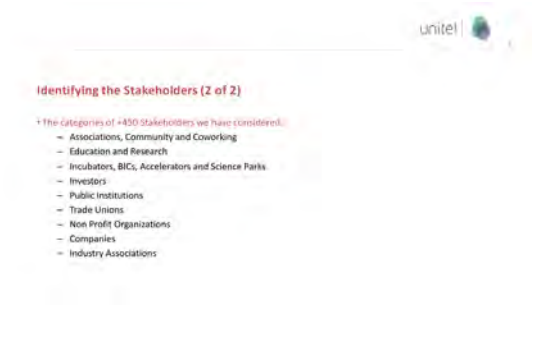 unitel
Identifying the Stakeholders (2 of 2)
• The categories of +450 Stakeholders we have considered:
– Associations, Community and Coworking
– Education and Research
– Incubators, BICs, Accelerators and Science Parks
– Investors
– Public Institutions
– Trade Unions
– Non Profit Organizations
– Companies
– Industry Associations